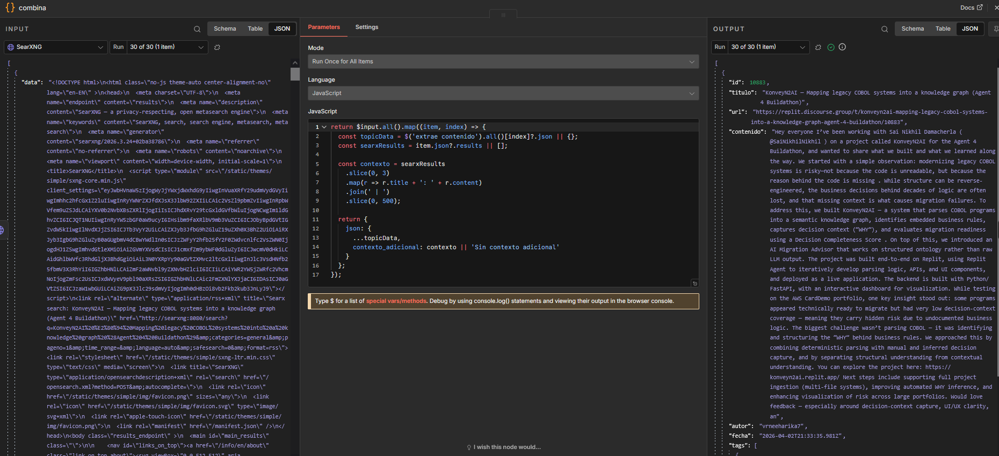 {} combina
Docs
INPUT
Schema Table JSON
SearXNG
Run 30 of 30 (1 item)
[
{
"data": "<!DOCTYPE html>\n<html class=\"no-js theme-auto center-alignment-no\"
lang=\"en-EN\" >\n<head>\n  <meta charset=\"UTF-8\">\n  <meta
name=\"endpoint\" content=\"results\">\n  <meta name=\"description\"
content=\"SearXNG — a privacy-respecting, open metasearch engine\">\n  <meta
name=\"keywords\" content=\"SearXNG, search, search engine, metasearch, meta
search\">\n  <meta name=\"generator\"
content=\"searxng/2026.3.24+02ba38786\">\n  <meta name=\"referrer\"
content=\"no-referrer\">\n  <meta name=\"robots\" content=\"noarchive\">\n
<meta name=\"viewport\" content=\"width=device-width, initial-scale=1\">\n
<title>SearXNG</title>\n  <script type=\"module\" src=\"/static/themes/
simple/sxng-core.min.js\"
script>\n<link rel=\"alternate\" type=\"application/rss+xml\" title=\"Searx
search: KonveyN2AI — Mapping legacy COBOL systems into a knowledge graph
(Agent 4 Buildathon)\" href=\"http://searxng:8080/search?
q=KonveyN2AI%20%E2%80%94%20Mapping%20legacy%20COBOL%20systems%20into%20a%20k
nowledge%20graph%20%28Agent%204%20Buildathon%29&amp;categories=general&amp;p
ageno=1&amp;time_range=&amp;language=auto&amp;safesearch=0&amp;format=rss\">
<link rel=\"stylesheet\" href=\"/static/themes/simple/sxng-ltr.min.css\"
type=\"text/css\" media=\"screen\">\n  <link title=\"SearXNG\"
type=\"application/opensearchdescription+xml\" rel=\"search\" href=\"/
opensearch.xml?method=POST&amp;autocomplete=\">\n  <link rel=\"icon\"
href=\"/static/themes/simple/img/favicon.png\" sizes=\"any\">\n  <link
rel=\"icon\" href=\"/static/themes/simple/img/favicon.svg\" type=\"image/
svg+xml\">\n  <link rel=\"apple-touch-icon\" href=\"/static/themes/simple/
img/favicon.png\">\n  <link rel=\"manifest\" href=\"/manifest.json\" />\n</
head>\n<body class=\"results_endpoint\" >\n  <main id=\"main_results\"
class=\"\">\n\n    <nav id=\"links_on_top\"><a href=\"/info/en/about\"
class=\"link_on_top_about\"><svg viewBox=\"0 0 512 512\" aria
Parameters Settings
Mode
Run Once for All Items
Language
JavaScript
JavaScript
1 return $input.all().map((item, index) => {
2 const topicData = $('extrae contenido').all()[index]?.json || {};
3 const searxResults = item.json?.results || [];
4
5 const contexto = searxResults
6 .slice(0, 3)
7 .map(r => r.title + ': ' + r.content)
8 .join(' | ')
9 .slice(0, 500);
10
11 return {
12 json: {
13 ...topicData,
14 contexto_adicional: contexto || 'Sin contexto adicional'
15 }
16 };
17 });
Type $ for a list of special vars/methods. Debug by using console.log() statements and viewing their output in the browser console.
I wish this node would...
OUTPUT
Schema Table JSON
Run 30 of 30 (1 item)
[
{
"id": 10883,
"titulo": "KonveyN2AI — Mapping legacy COBOL systems into a knowledge graph (Agent
4 Buildathon)",
"url": "https://replit.discourse.group/t/konveyn2ai-mapping-legacy-cobol-systems-
into-a-knowledge-graph-agent-4-buildathon/10883",
"contenido": "Hey everyone I've been working with Sai Nikhil Damacherla (
@SaiNikhilNikhil ) on a project called KonveyN2AI for the Agent 4
Buildathon, and wanted to share what we built and what we learned along
the way. We started with a simple observation: modernizing legacy COBOL
systems is risky—not because the code is unreadable, but because the
reason behind the code is missing . While structure can be reverse-
engineered, the business decisions behind decades of logic are often
lost, and that missing context is what causes migration failures. To
address this, we built KonveyN2AI — a system that parses COBOL programs
into a semantic knowledge graph, identifies embedded business rules,
captures decision context (“WHY”), and evaluates migration readiness
using a Decision Completeness Score . On top of this, we introduced an
AI Migration Advisor that works on structured ontology rather than raw
LLM output. The project was built end-to-end on Replit, using Replit
Agent to iteratively develop parsing logic, APIs, and UI components,
and deployed as a live application. The backend is built with Python/
FastAPI, with an interactive dashboard for visualization. While testing
on the AWS CardDemo portfolio, one key insight stood out: some programs
appeared technically ready to migrate but had very low decision-context
coverage — meaning they carry hidden risk due to undocumented business
logic. The biggest challenge wasn't parsing COBOL — it was identifying
and structuring the “WHY” behind business rules. We approached this by
combining deterministic parsing with manual and inferred decision
capture, and by separating structural understanding from contextual
understanding. You can explore the project here: https://
konveyn2ai.replit.app/ Next steps include supporting full project
ingestion (multi-file systems), improving automated WHY inference, and
enhancing visualization of risk across large portfolios. Would love
feedback — especially around decision-context capture, UI/UX clarity,
an",
"autor": "vrneeharika7",
"fecha": "2026-04-02T21:33:35.981Z",
"tags": [
{